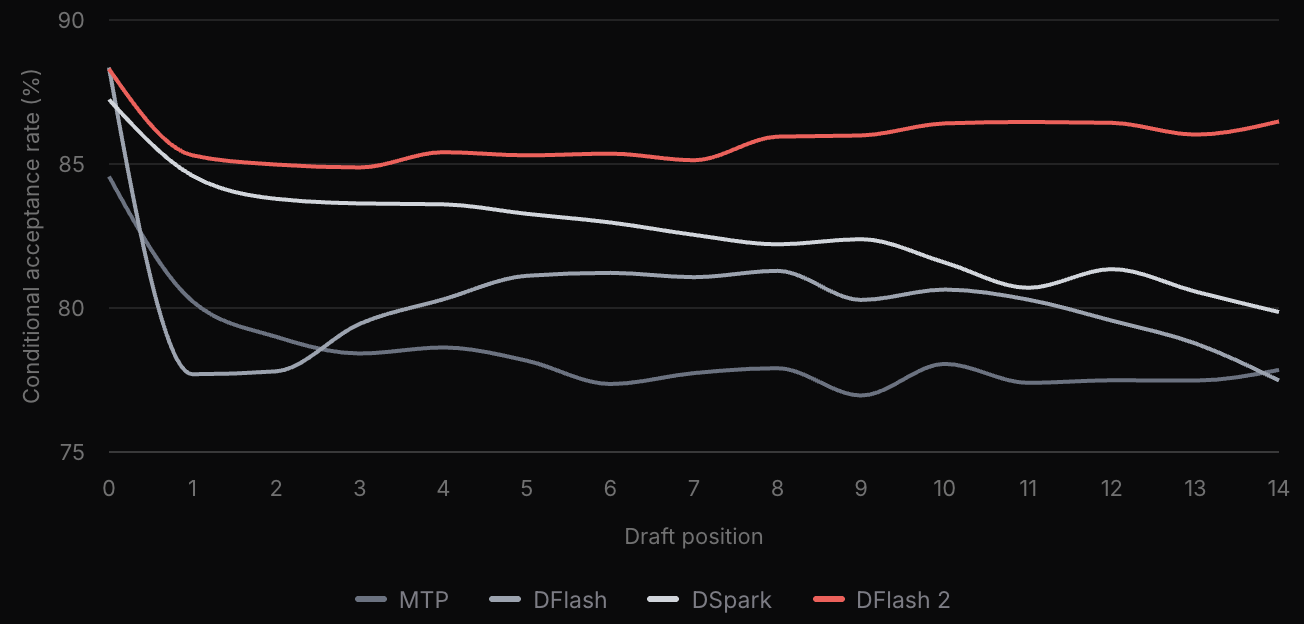 90
85
80
75
Conditional acceptance rate (%)
0 1 2 3 4 5 6 7 8 9 10 11 12 13 14
Draft position
MTP DFlash DSpark DFlash 2